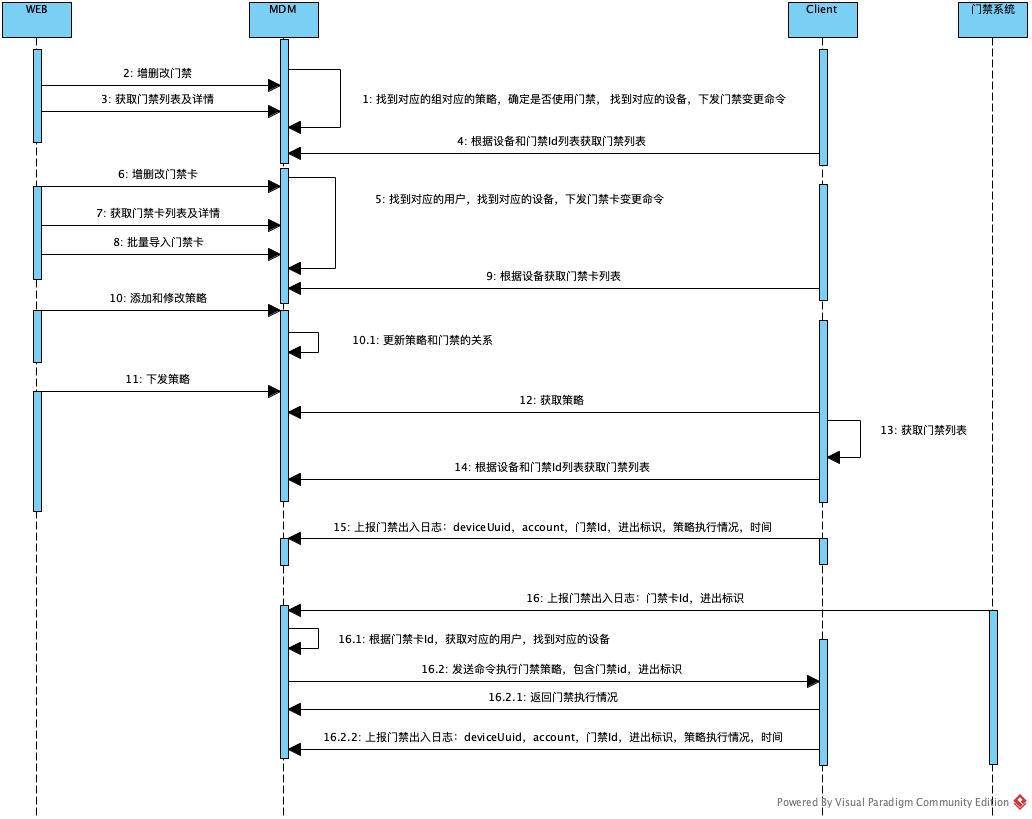 WEB
MDM
Client
门禁系统
2: 增删改门禁
3: 获取门禁列表及详情
1: 找到对应的组对应的策略，确定是否使用门禁， 找到对应的设备，下发门禁变更命令
4: 根据设备和门禁Id列表获取门禁列表
6: 增删改门禁卡
5: 找到对应的用户，找到对应的设备，下发门禁卡变更命令
7: 获取门禁卡列表及详情
8: 批量导入门禁卡
9: 根据设备获取门禁卡列表
10: 添加和修改策略
10.1: 更新策略和门禁的关系
11: 下发策略
12: 获取策略
13: 获取门禁列表
14: 根据设备和门禁Id列表获取门禁列表
15: 上报门禁出入日志：deviceUuid，account，门禁Id，进出标识，策略执行情况，时间
16: 上报门禁出入日志：门禁卡Id，进出标识
16.1: 根据门禁卡Id，获取对应的用户，找到对应的设备
16.2: 发送命令执行门禁策略，包含门禁id，进出标识
16.2.1: 返回门禁执行情况
16.2.2: 上报门禁出入日志：deviceUuid，account，门禁Id，进出标识，策略执行情况，时间
Powered By Visual Paradigm Community Edition